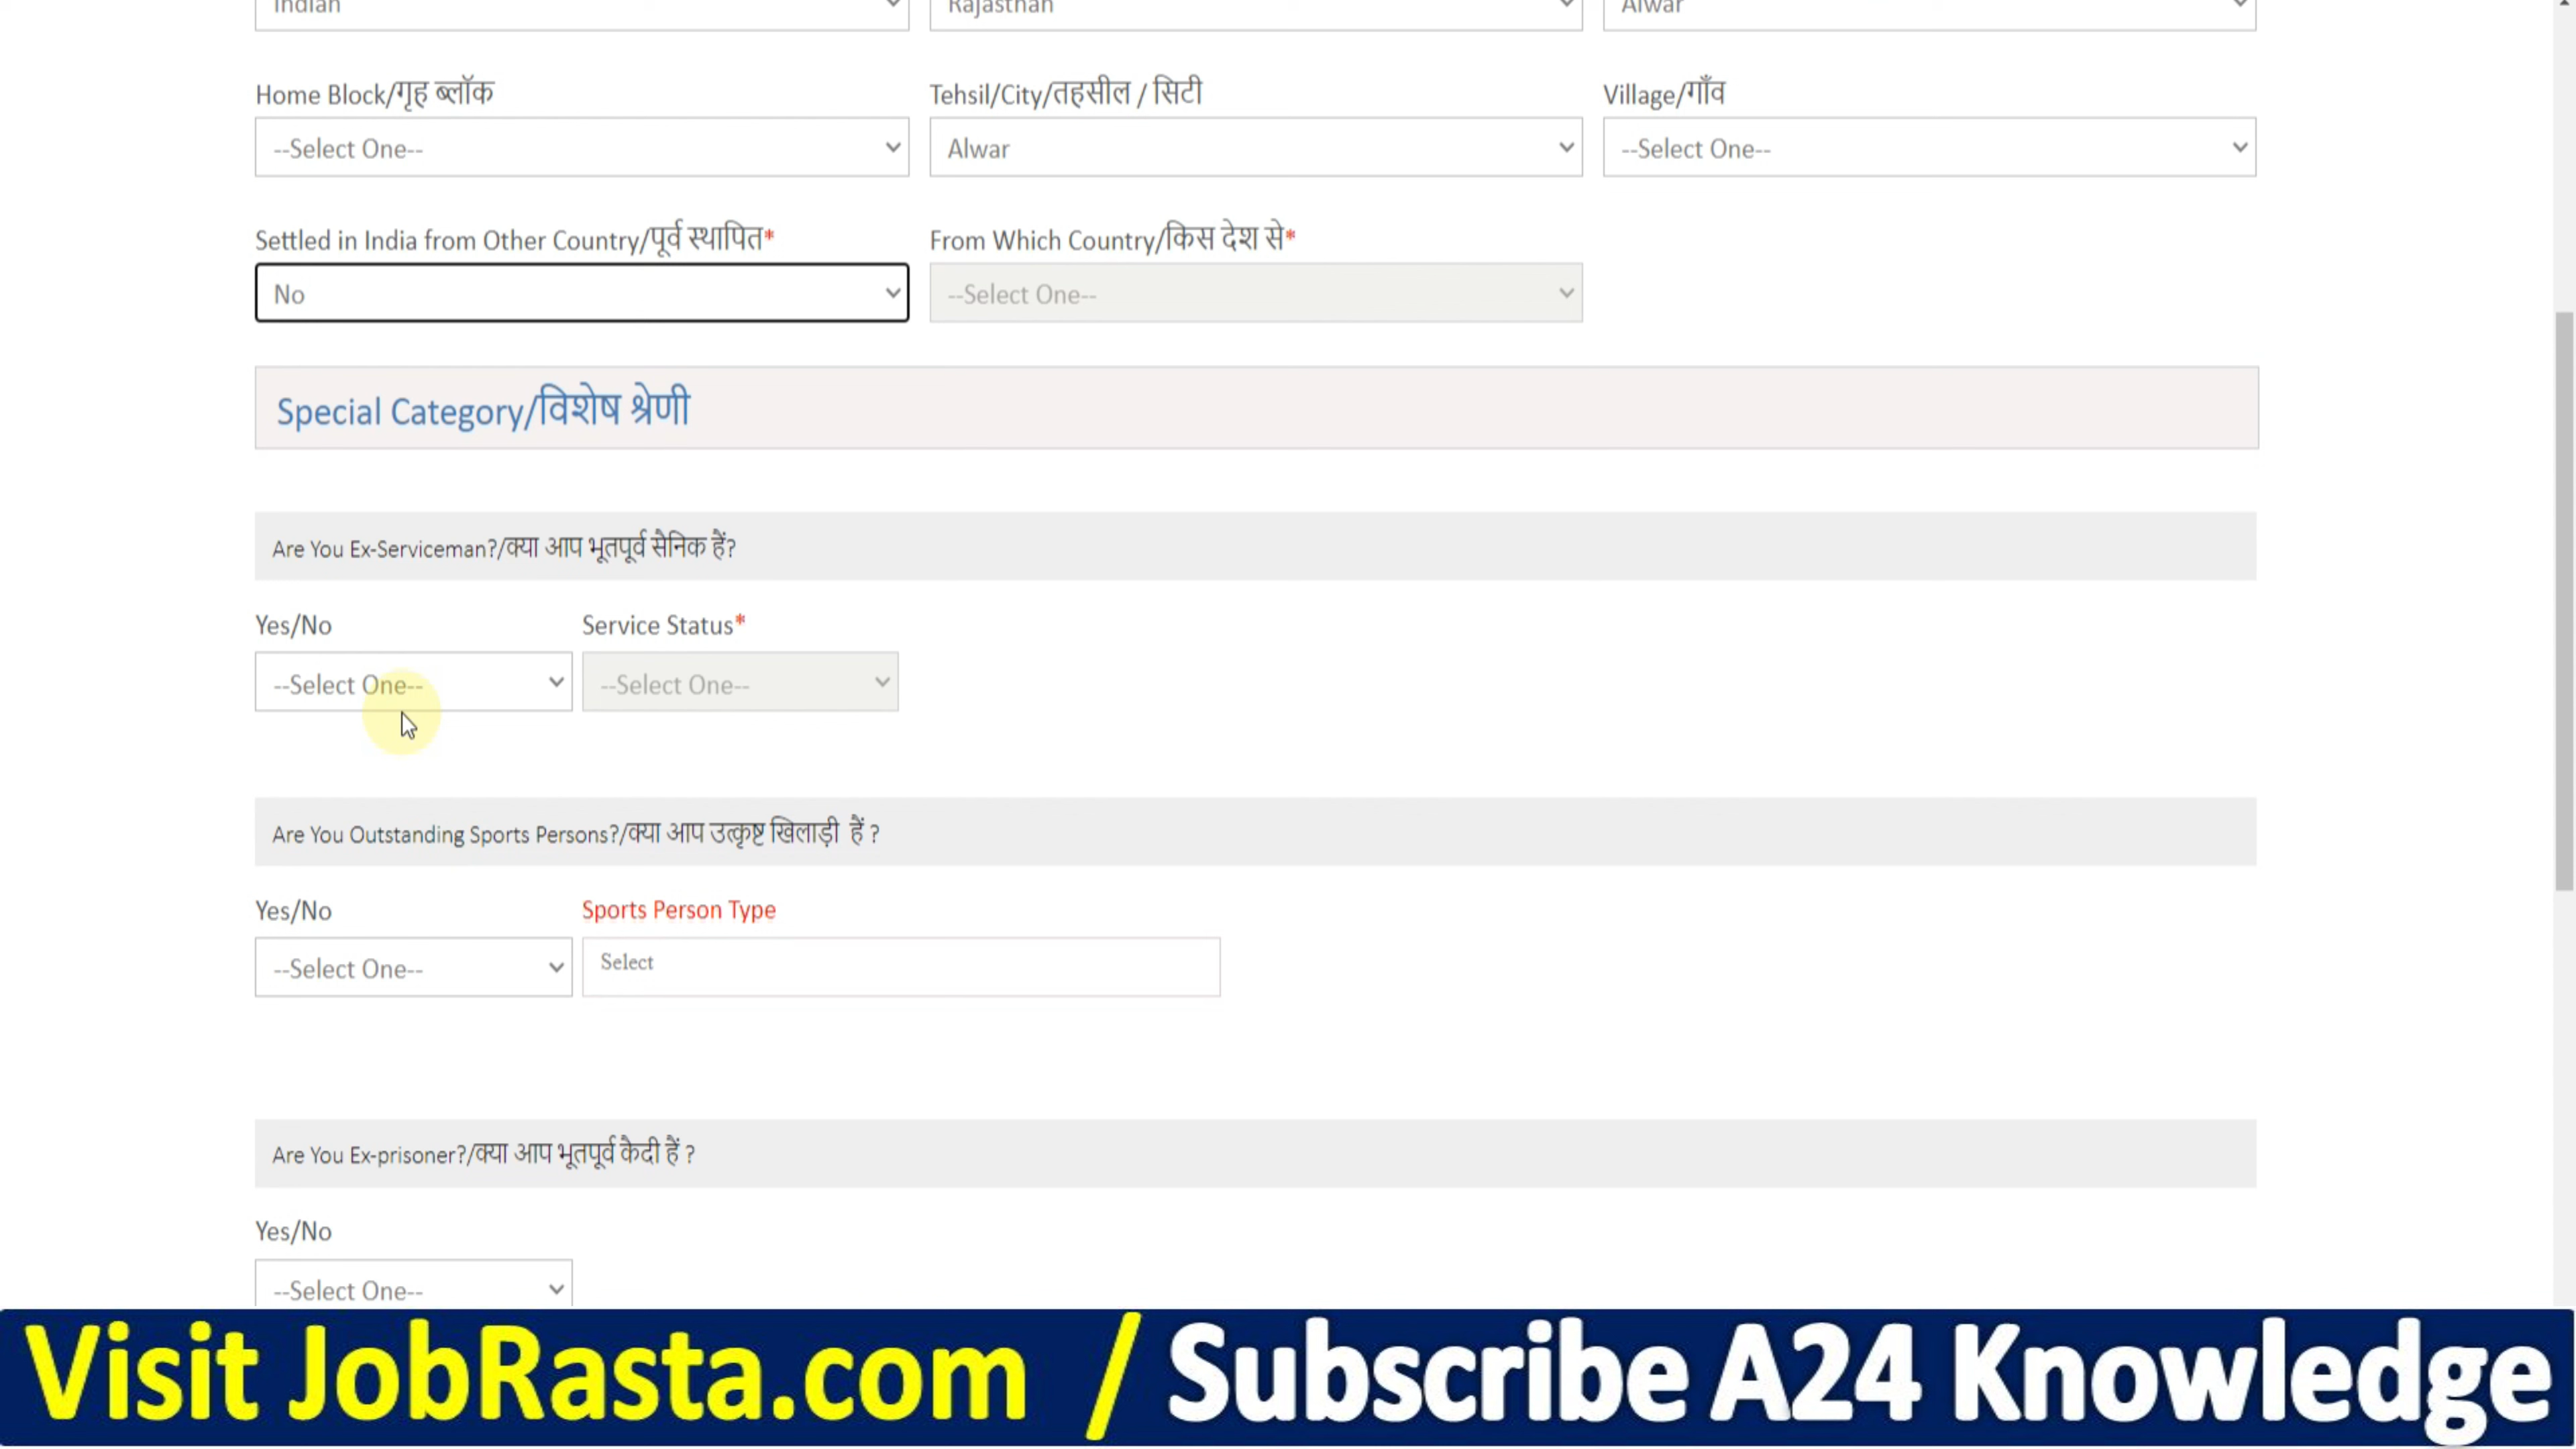 Indian Rajasthan Alwar
Home Block/गृह ब्लॉक Tehsil/City/तहसील / सिटी Village/गाँव
--Select One-- Alwar --Select One--
Settled in India from Other Country/पूर्व स्थापित* From Which Country/किस देश से*
No --Select One--
Special Category/विशेष श्रेणी
Are You Ex-Serviceman?/क्या आप भूतपूर्व सैनिक हैं?
Yes/No Service Status*
--Select One-- --Select One--
Are You Outstanding Sports Persons?/क्या आप उत्कृष्ट खिलाड़ी हैं ?
Yes/No Sports Person Type
--Select One-- Select
Are You Ex-prisoner?/क्या आप भूतपूर्व कैदी हैं ?
Yes/No
--Select One--
Visit JobRasta.com / Subscribe A24 Knowledge